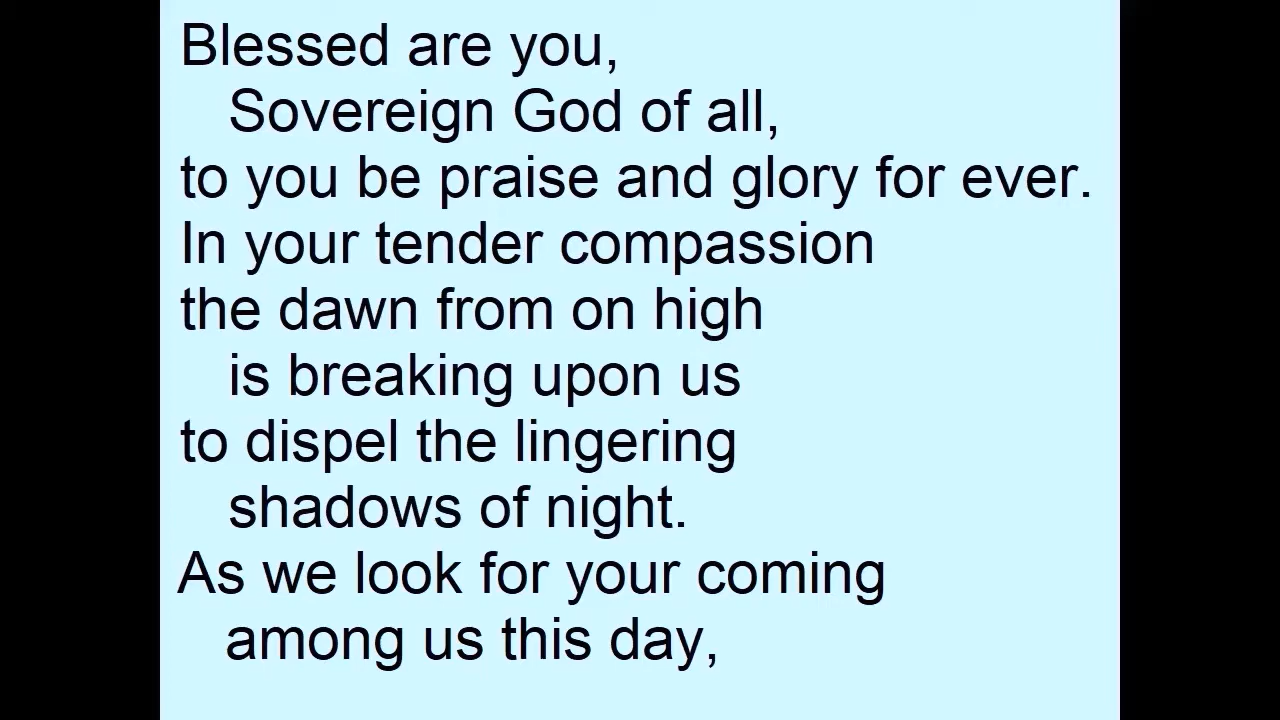 Blessed are you,
Sovereign God of all,
to you be praise and glory for ever.
In your tender compassion
the dawn from on high
is breaking upon us
to dispel the lingering
shadows of night.
As we look for your coming
among us this day,